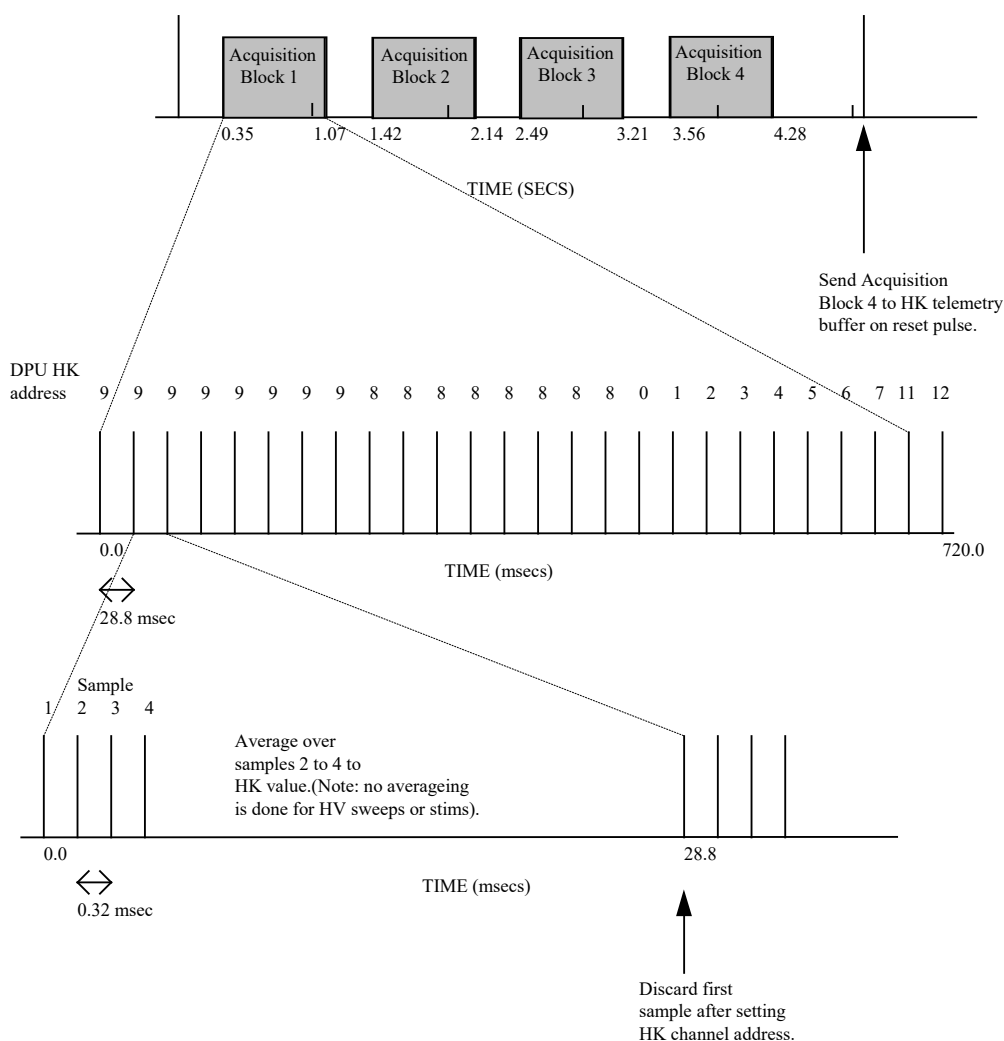 Acquisition
Block 1
Acquisition
Block 2
Acquisition
Block 3
Acquisition
Block 4
0.35 1.07 1.42 2.14 2.49 3.21 3.56 4.28
TIME (SECS)
Send Acquisition
Block 4 to HK telemetry
buffer on reset pulse.
DPU HK
address
9 9 9 9 9 9 9 9 8 8 8 8 8 8 8 8 0 1 2 3 4 5 6 7 11 12
0.0 720.0
TIME (msecs)
28.8 msec
Sample
1 2 3 4
Average over
samples 2 to 4 to
HK value.(Note: no averageing
is done for HV sweeps or stims).
0.0 28.8
TIME (msecs)
0.32 msec
Discard first
sample after setting
HK channel address.